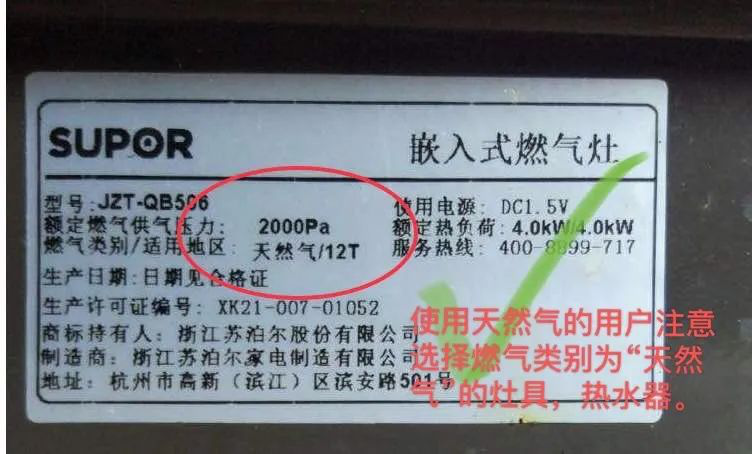 SUPOR
嵌入式燃气灶
型号: JZT-QB506
使用电源: DC1.5V
额定燃气供气压力: 2000Pa
额定热负荷: 4.0kW/4.0kW
燃气类别/适用地区: 天然气/12T
服务热线: 400-8899-717
生产日期:日期见合格证
生产许可证编号: XK21-007-01052
商标持有人: 浙江苏泊尔股份有限公司
制造商: 浙江苏泊尔家电制造有限公司
地址: 杭州市高新(滨江)区滨安路501号
使用天然气的用户注意
选择燃气类别为“天然
气”的灶具，热水器。